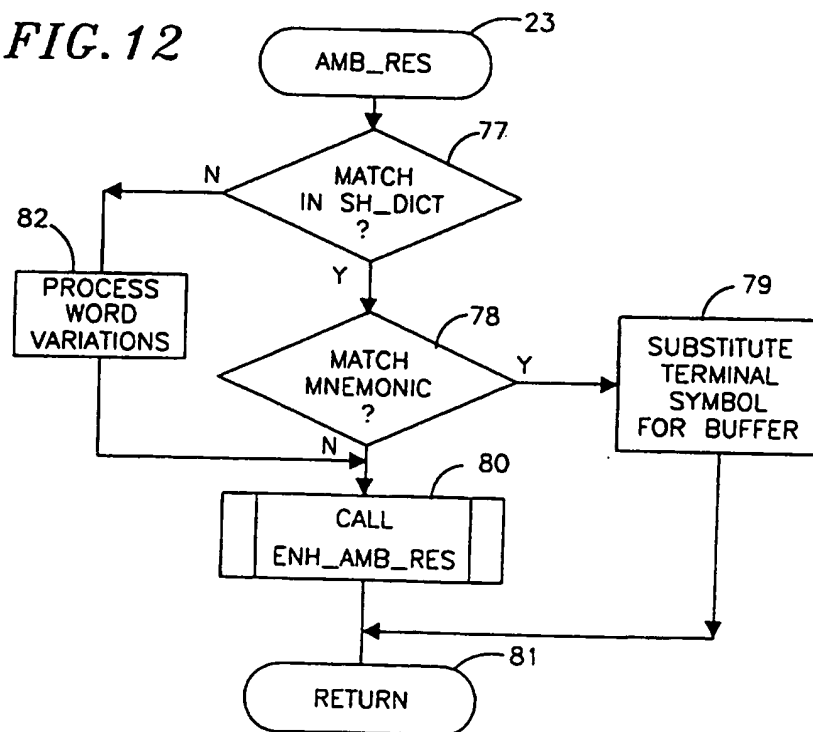 FIG.12
23
AMB_RES
77
N
MATCH
IN SH_DICT
?
82
Y
PROCESS
WORD
VARIATIONS
78
79
MATCH
MNEMONIC
?
Y
SUBSTITUTE
TERMINAL
SYMBOL
FOR BUFFER
N
80
CALL
ENH_AMB_RES
81
RETURN